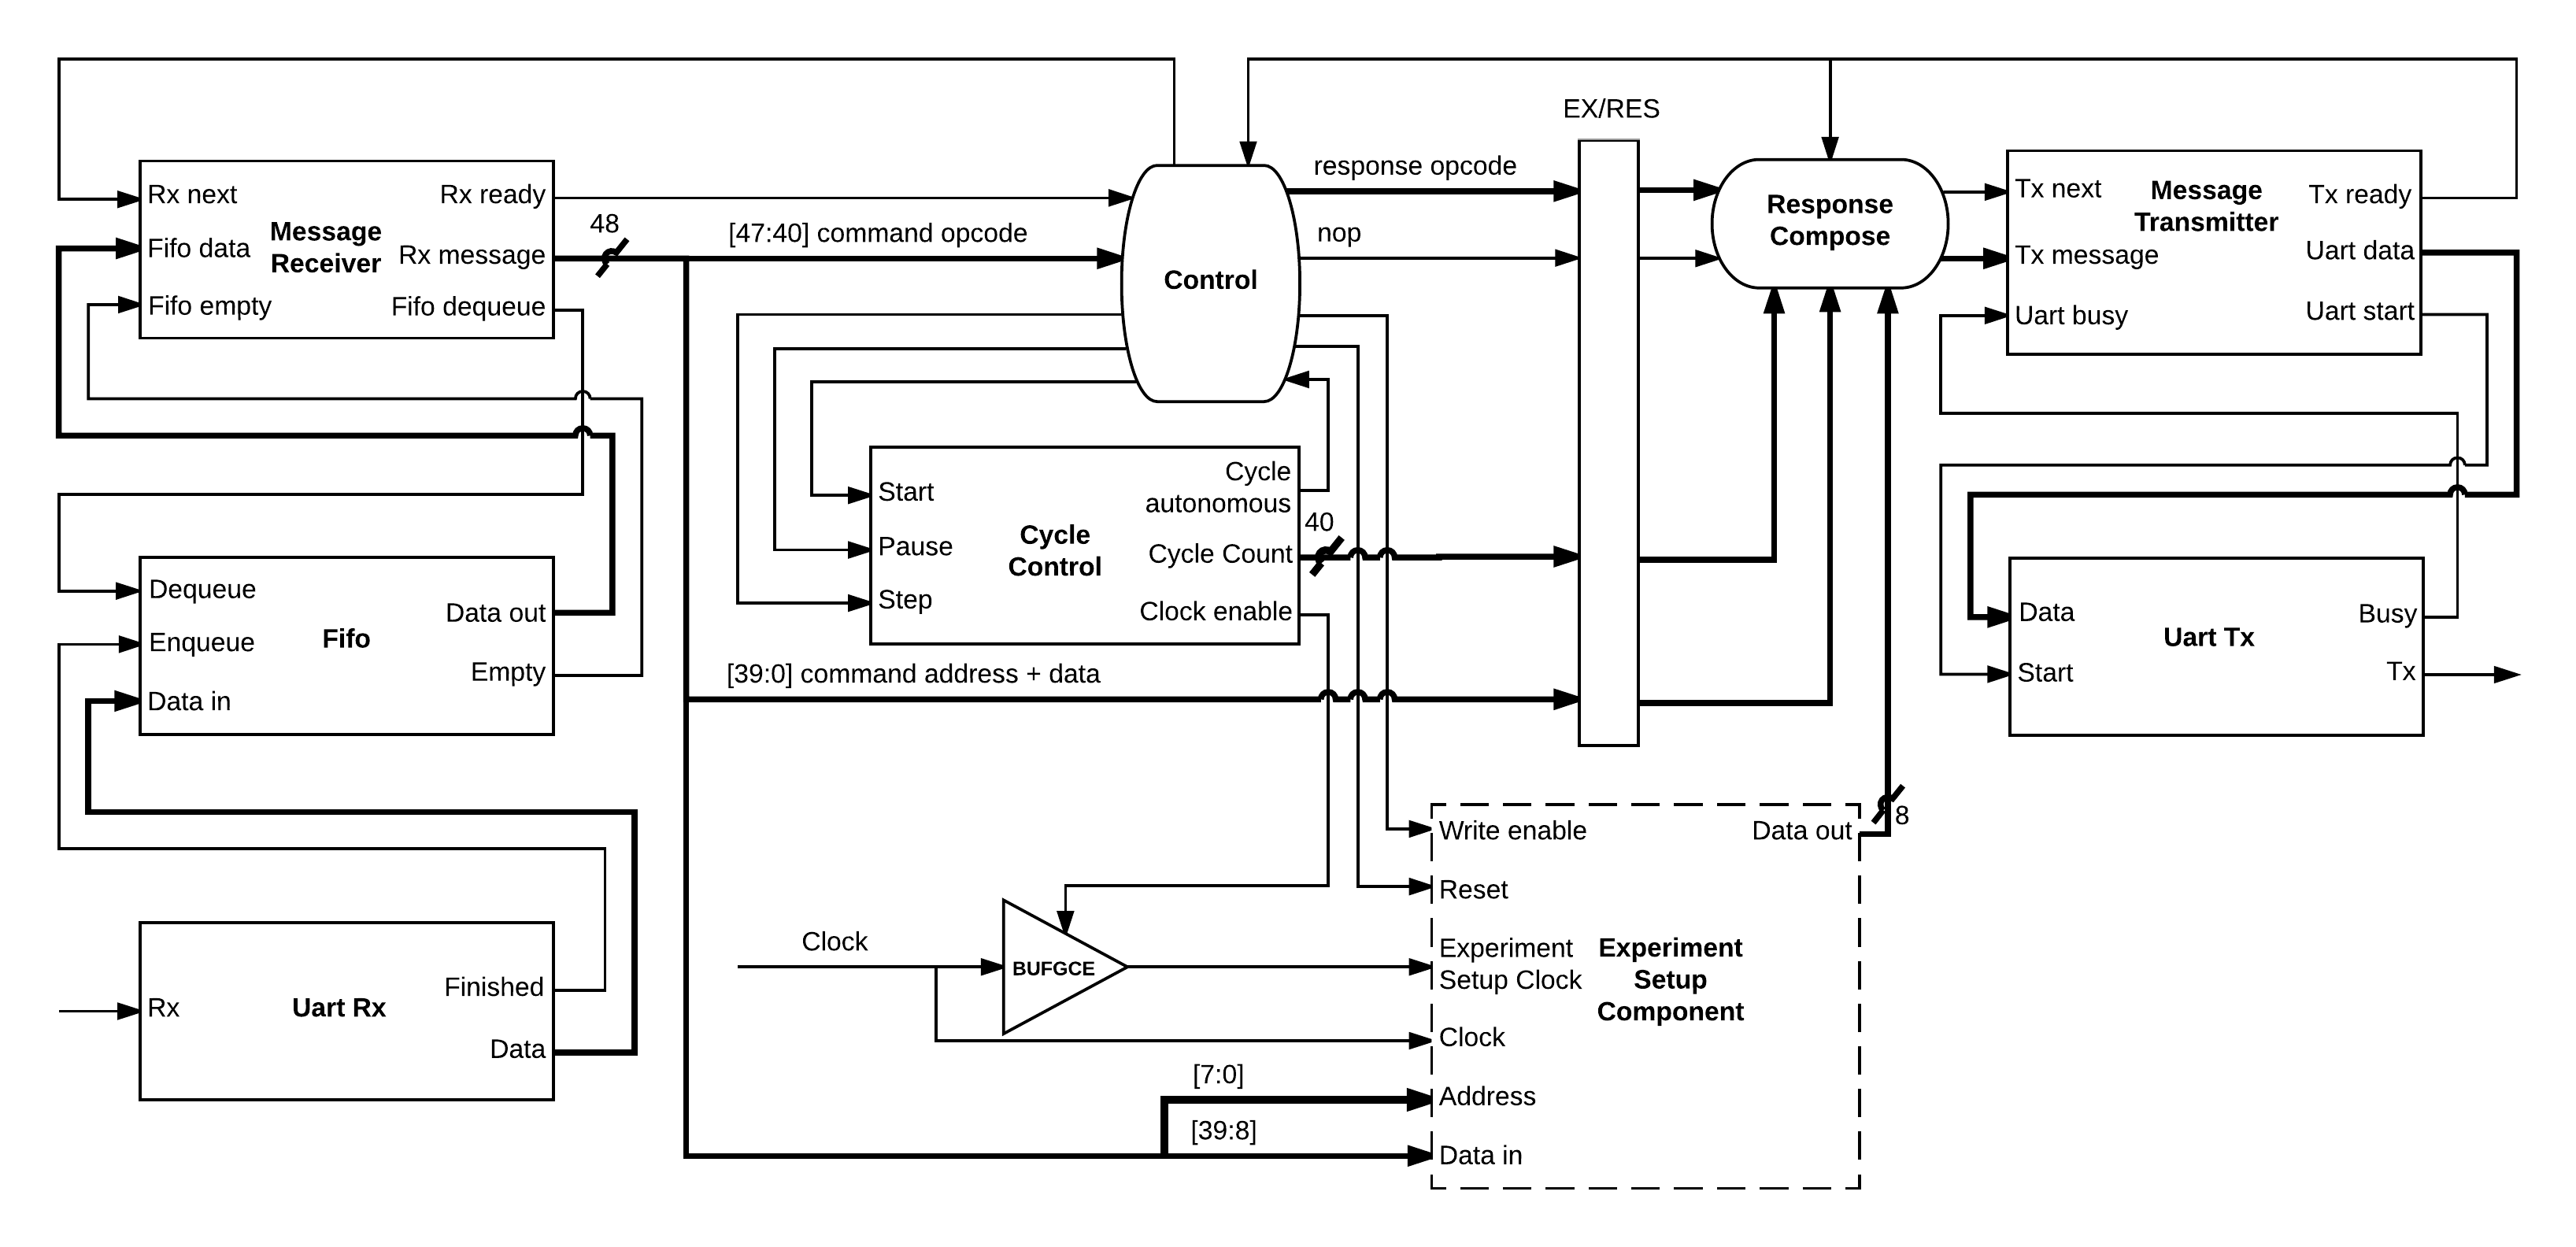 EX/RES
Rx next
Rx ready
Message
Receiver
Fifo data
Rx message
Fifo empty
Fifo dequeue
48
[47:40] command opcode
Control
response opcode
nop
Response
Compose
Tx next
Message
Transmitter
Tx ready
Tx message
Uart data
Uart busy
Uart start
Start
Pause
Step
Cycle
Control
Cycle
autonomous
Cycle Count
Clock enable
40
[39:0] command address + data
Dequeue
Enqueue
Data in
Fifo
Data out
Empty
Data
Start
Uart Tx
Busy
Tx
Rx
Uart Rx
Finished
Data
Clock
BUFGCE
Write enable
Data out
8
Reset
Experiment
Setup Clock
Experiment
Setup
Component
Clock
[7:0]
Address
[39:8]
Data in